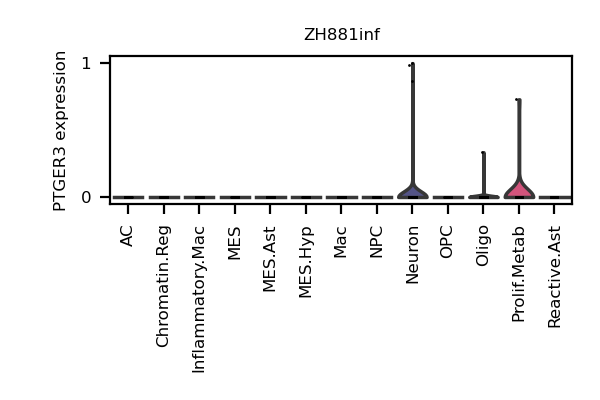 ZH881inf
PTGER3 expression
1
0
AC
Chromatin.Reg
Inflammatory.Mac
MES
MES.Ast
MES.Hyp
Mac
NPC
Neuron
OPC
Oligo
Prolif.Metab
Reactive.Ast